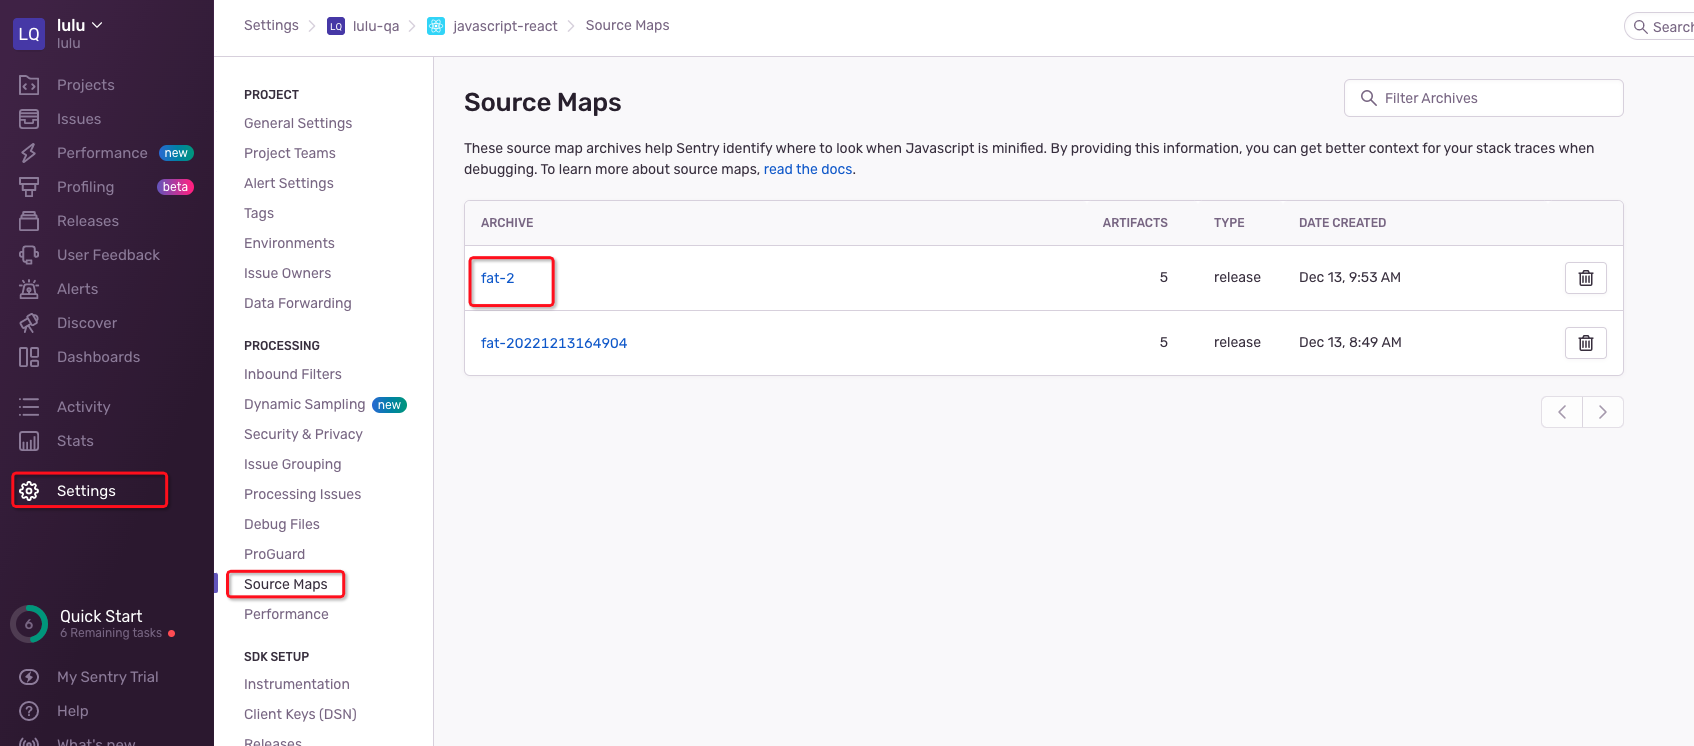 LQ lulu
lulu
Projects
Issues
Performance new
Profiling beta
Releases
User Feedback
Alerts
Discover
Dashboards
Activity
Stats
Settings
6 Quick Start
6 Remaining tasks
My Sentry Trial
Help
What's new
Settings LQ lulu-qa javascript-react Source Maps
Search
PROJECT
General Settings
Project Teams
Alert Settings
Tags
Environments
Issue Owners
Data Forwarding
PROCESSING
Inbound Filters
Dynamic Sampling new
Security & Privacy
Issue Grouping
Processing Issues
Debug Files
ProGuard
Source Maps
Performance
SDK SETUP
Instrumentation
Client Keys (DSN)
Releases
Source Maps
Filter Archives
These source map archives help Sentry identify where to look when Javascript is minified. By providing this information, you can get better context for your stack traces when
debugging. To learn more about source maps, read the docs.
ARCHIVE ARTIFACTS TYPE DATE CREATED
fat-2 5 release Dec 13, 9:53 AM
fat-20221213164904 5 release Dec 13, 8:49 AM